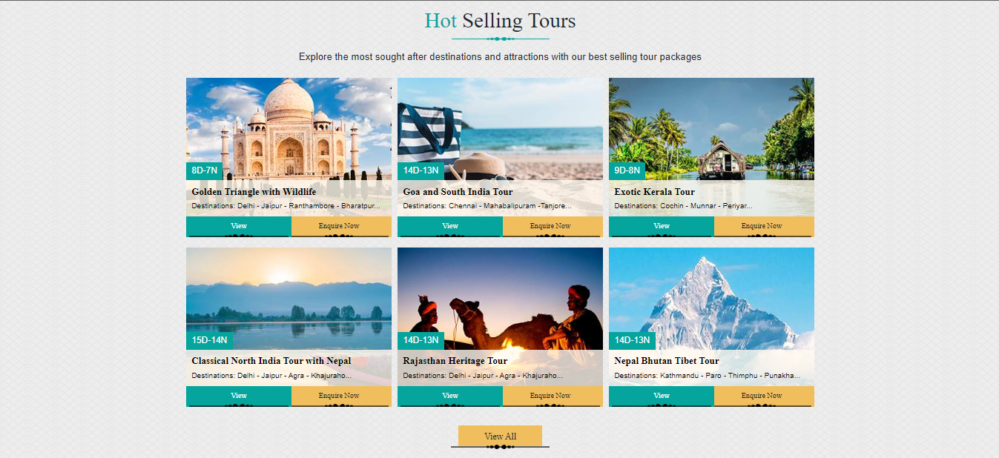 Hot Selling Tours
Explore the most sought after destinations and attractions with our best selling tour packages
8D-7N
Golden Triangle with Wildlife
Destinations: Delhi - Jaipur - Ranthambore - Bharatpur...
View
Enquire Now
14D-13N
Goa and South India Tour
Destinations: Chennai - Mahabalipuram -Tanjore...
View
Enquire Now
9D-8N
Exotic Kerala Tour
Destinations: Cochin - Munnar - Periyar...
View
Enquire Now
15D-14N
Classical North India Tour with Nepal
Destinations: Delhi - Jaipur - Agra - Khajuraho...
View
Enquire Now
14D-13N
Rajasthan Heritage Tour
Destinations: Delhi - Jaipur - Agra - Khajuraho...
View
Enquire Now
14D-13N
Nepal Bhutan Tibet Tour
Destinations: Kathmandu - Paro - Thimphu - Punakha...
View
Enquire Now
View All